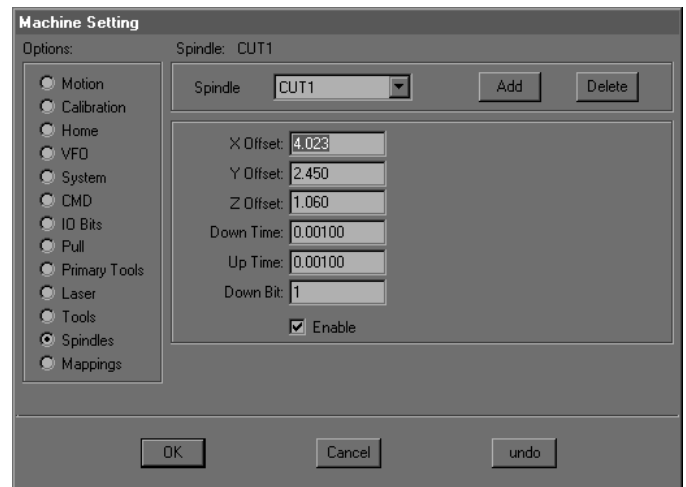 Machine Setting
Options:
Motion
Calibration
Home
VFO
System
CMD
IO Bits
Pull
Primary Tools
Laser
Tools
Spindles
Mappings
Spindle: CUT1
Spindle CUT1 Add Delete
X Offset: 4.023
Y Offset: 2.450
Z Offset: 1.060
Down Time: 0.00100
Up Time: 0.00100
Down Bit: 1
Enable
OK Cancel undo